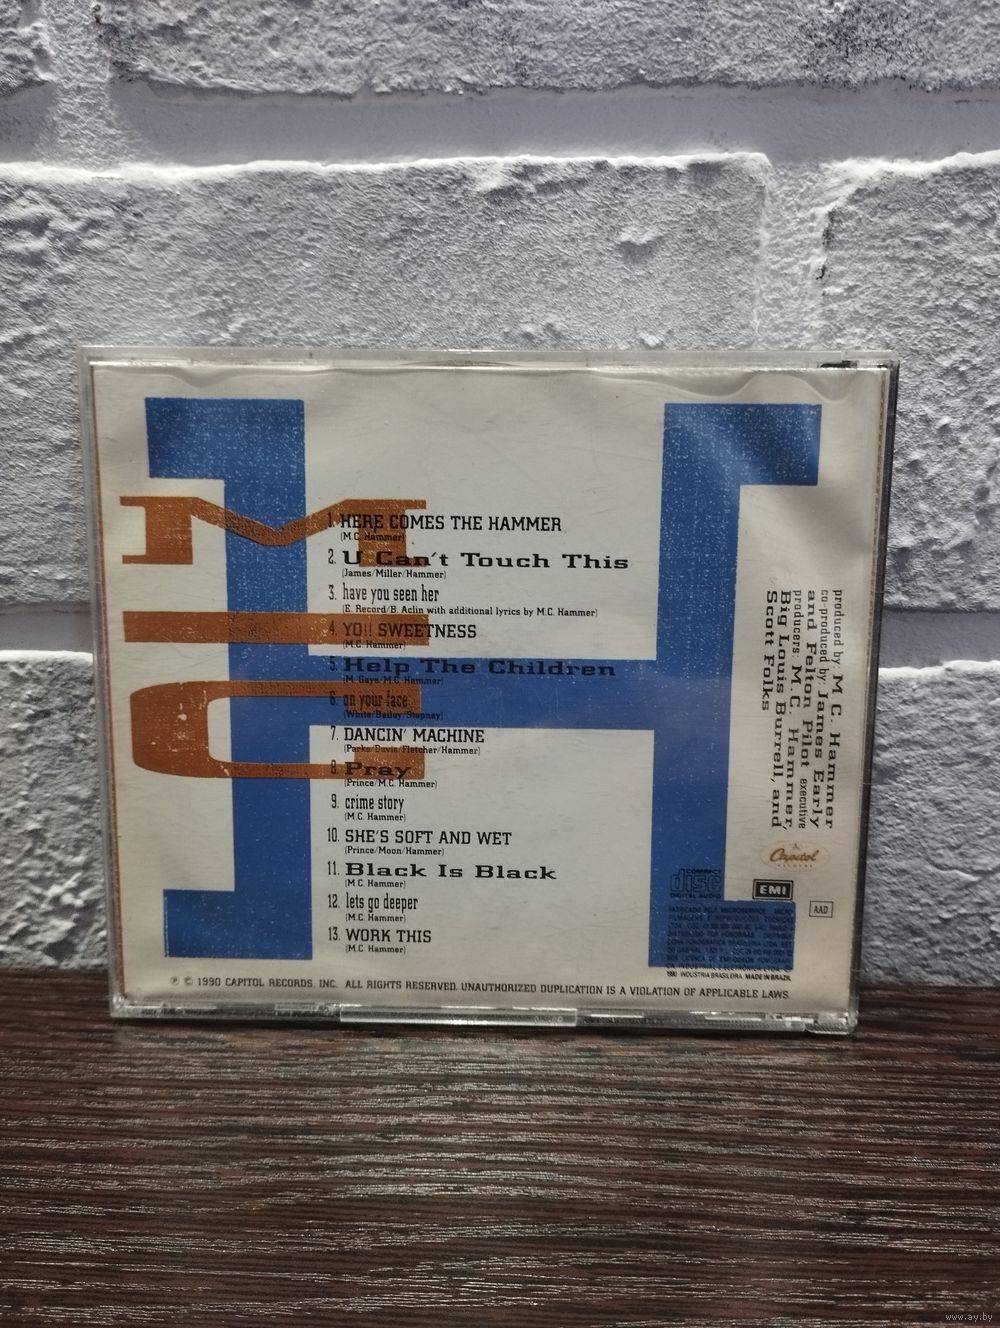 M C
H
1. HERE COMES THE HAMMER
(M.C. Hammer)
2. U Can't Touch This
(James/Miller/Hammer)
3. have you seen her
(E. Record/B. Aclin with additional lyrics by M.C. Hammer)
4. YO!! SWEETNESS
(M.C. Hammer)
5. Help The Children
(M. Gaye/M.C. Hammer)
6. on your face
(White/Bailey/Stepney)
7. DANCIN' MACHINE
(Parks/Davis/Fletcher/Hammer)
8. Pray
(Prince/M.C. Hammer)
9. crime story
(M.C. Hammer)
10. SHE'S SOFT AND WET
(Prince/Moon/Hammer)
11. Black Is Black
(M.C. Hammer)
12. lets go deeper
(M.C. Hammer)
13. WORK THIS
(M.C. Hammer)
produced by: M.C. Hammer
co-produced by: James Early
and Felton Pilot executive
producers: M.C. Hammer,
Big Louis Burrell, and
Scott Folks
Capitol
RECORDS
COMPACT
disc
DIGITAL AUDIO
EMI
AAD
1990 INDUSTRIA BRASILEIRA. MADE IN BRAZIL
℗ © 1990 CAPITOL RECORDS, INC. ALL RIGHTS RESERVED. UNAUTHORIZED DUPLICATION IS A VIOLATION OF APPLICABLE LAWS
www.ay.by